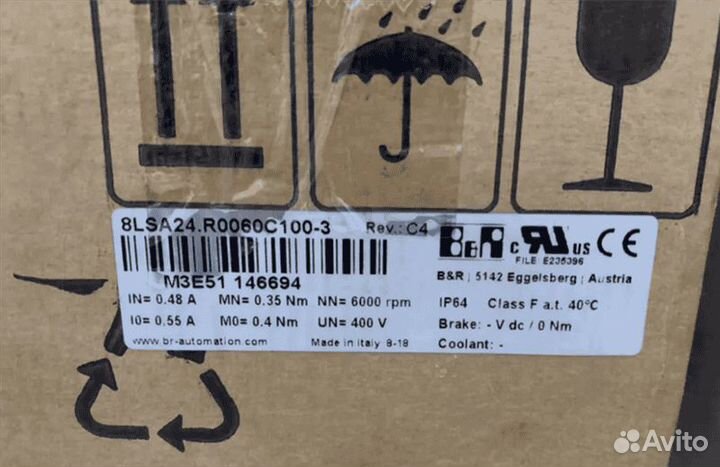 8LSA24.R0060C100-3 Rev.: C4 B&R c RU US CE
FILE E235396
M3E51 146694
B&R ; 5142 Eggelsberg ; Austria
IN= 0.48 A MN= 0.35 Nm NN= 6000 rpm IP64 Class F a.t. 40°C
I0= 0.55 A M0= 0.4 Nm UN= 400 V Brake: - V dc / 0 Nm
www.br-automation.com Made in Italy 8-18 Coolant: -
Avito